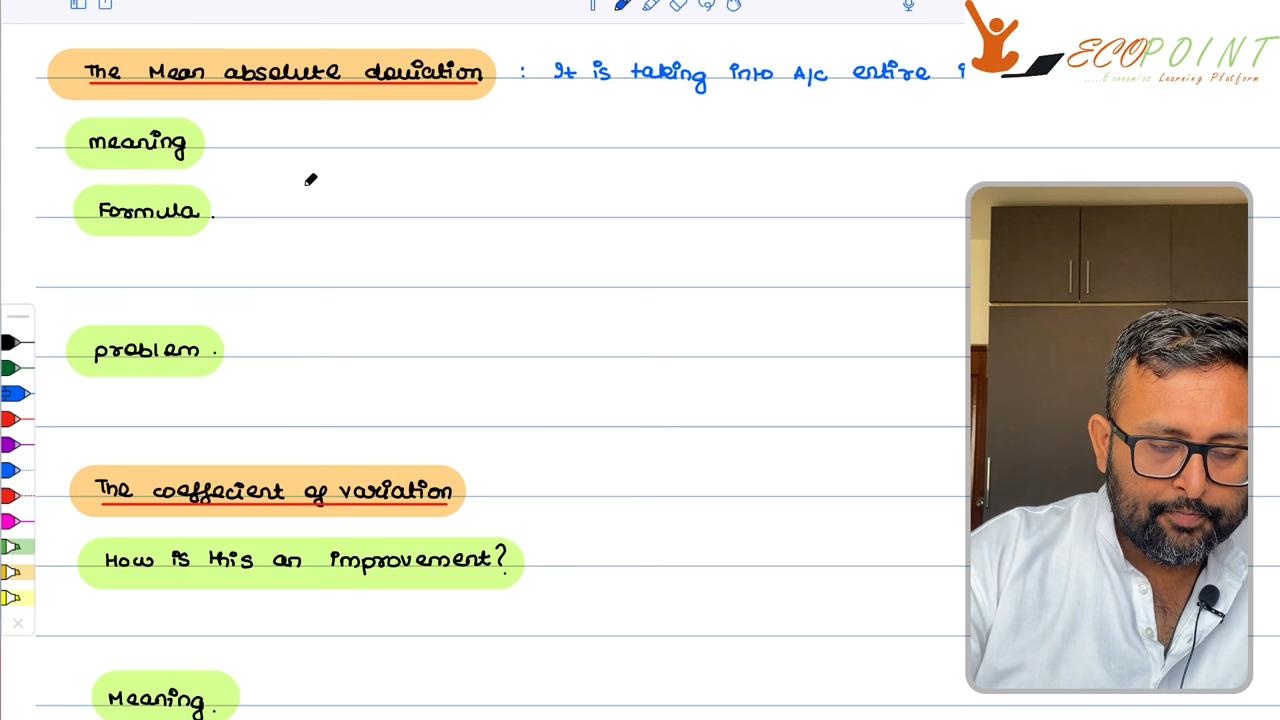 The Mean absolute deviation : It is taking into A/c entire
ECOPOINT
.....Economics Learning Platform
meaning
Formula.
problem.
The coeffecient of variation
How is this an improvement?
Meaning.